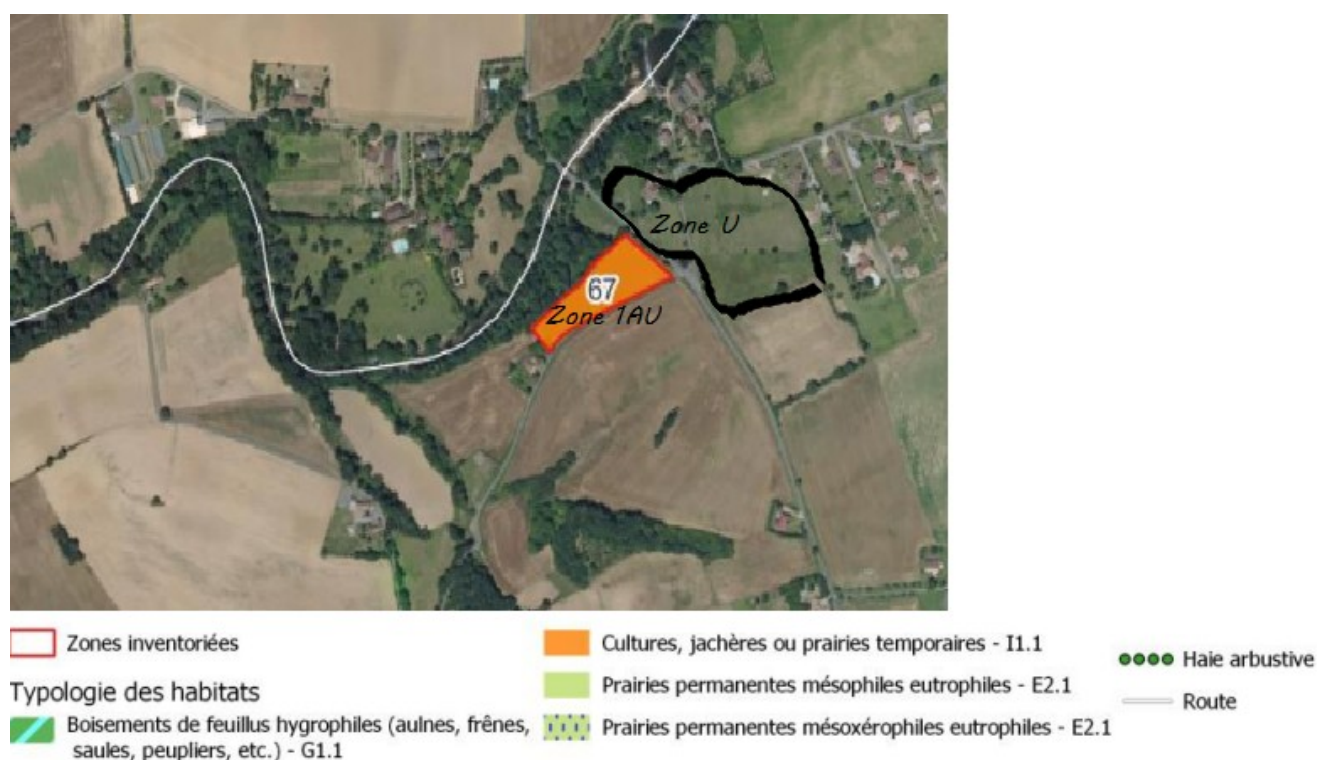 Zone U
67
Zone 1AU
Zones inventoriées
Typologie des habitats
Boisements de feuillus hygrophiles (aulnes, frênes,
saules, peupliers, etc.) - G1.1
Cultures, jachères ou prairies temporaires - I1.1
Prairies permanentes mésophiles eutrophiles - E2.1
Prairies permanentes mésoxérophiles eutrophiles - E2.1
Haie arbustive
Route